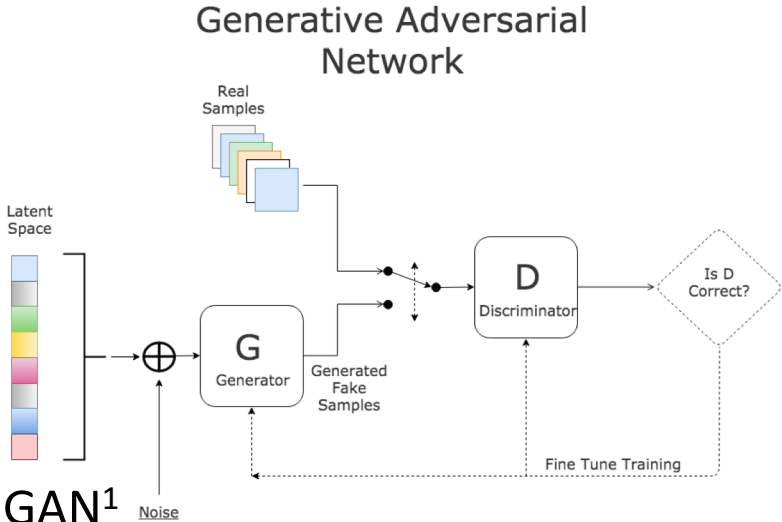 Generative Adversarial
Network
Real
Samples
Latent
Space
D
Discriminator
Is D
Correct?
G
Generator
Generated
Fake
Samples
Fine Tune Training
GAN¹
Noise